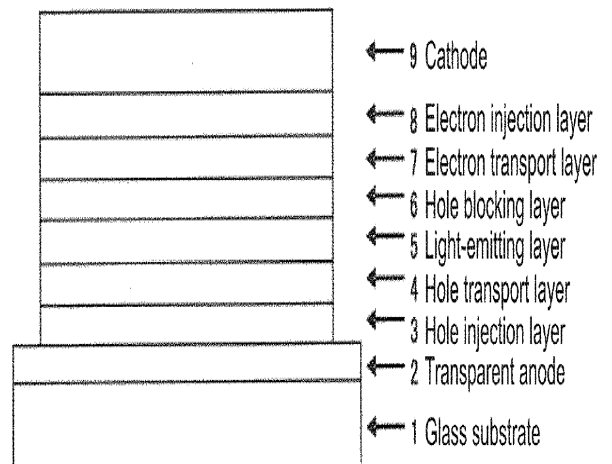 9 Cathode
8 Electron injection layer
7 Electron transport layer
6 Hole blocking layer
5 Light-emitting layer
4 Hole transport layer
3 Hole injection layer
2 Transparent anode
1 Glass substrate